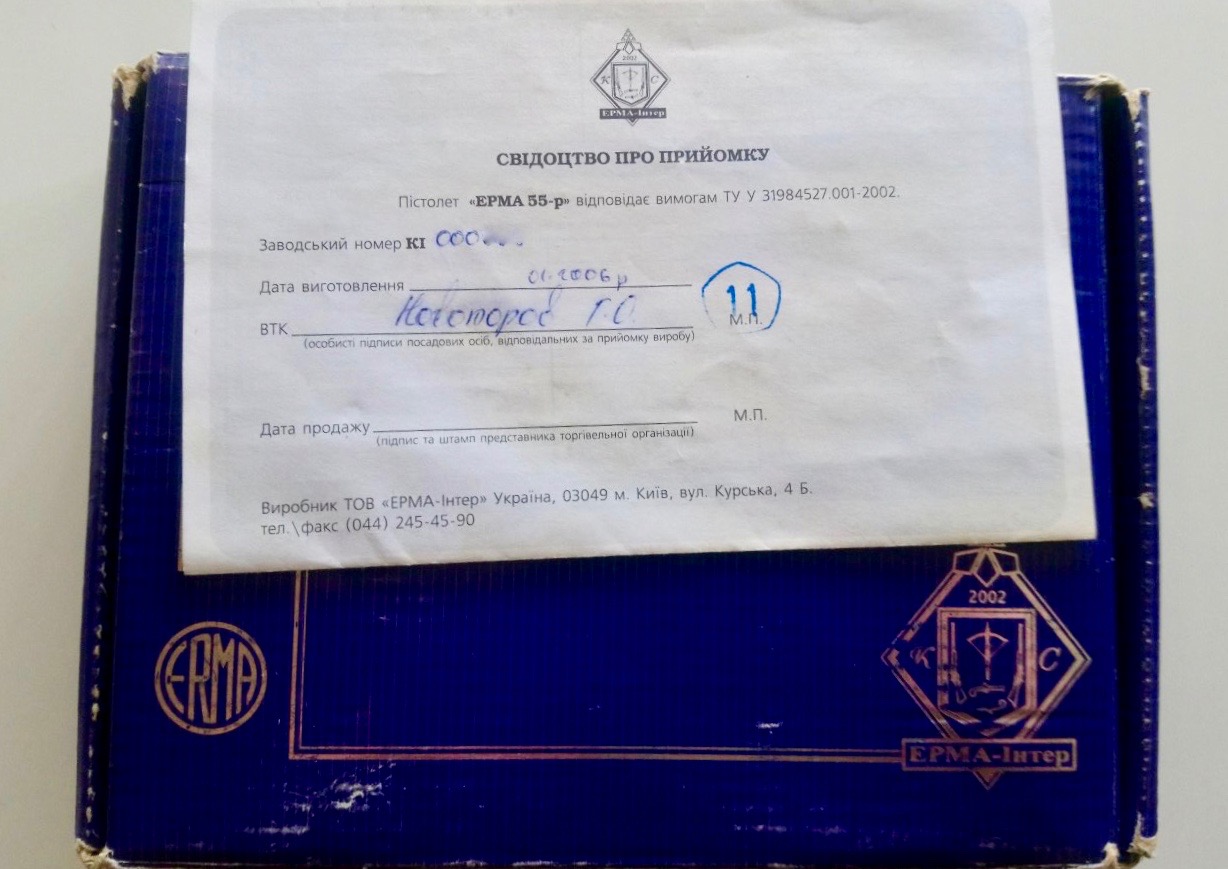 2002
К С
ЕРМА-Інтер
СВІДОЦТВО ПРО ПРИЙОМКУ
Пістолет «ЕРМА 55-р» відповідає вимогам ТУ У 31984527.001-2002.
Заводський номер КІ 000
Дата виготовлення 01.2006р
ВТК Г.О.
(особисті підписи посадових осіб, відповідальних за прийомку виробу)
11
М.П.
Дата продажу
М.П.
(підпис та штамп представника торгівельної організації)
Виробник ТОВ «ЕРМА-Інтер» Україна, 03049 м. Київ, вул. Курська, 4 Б.
тел.\факс (044) 245-45-90
ERMA
2002
К С
ЕРМА-Інтер